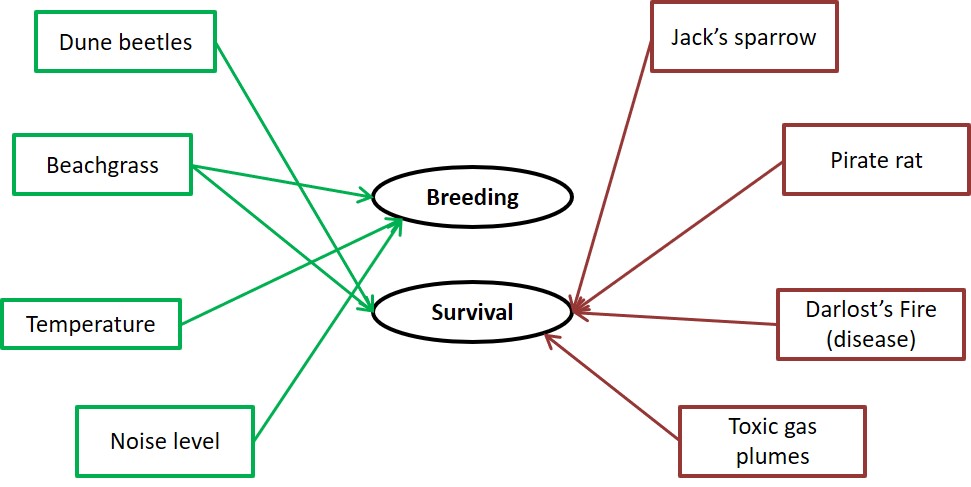 Dune beetles
Beachgrass
Temperature
Noise level
Breeding
Survival
Jack’s sparrow
Pirate rat
Darlost’s Fire
(disease)
Toxic gas
plumes